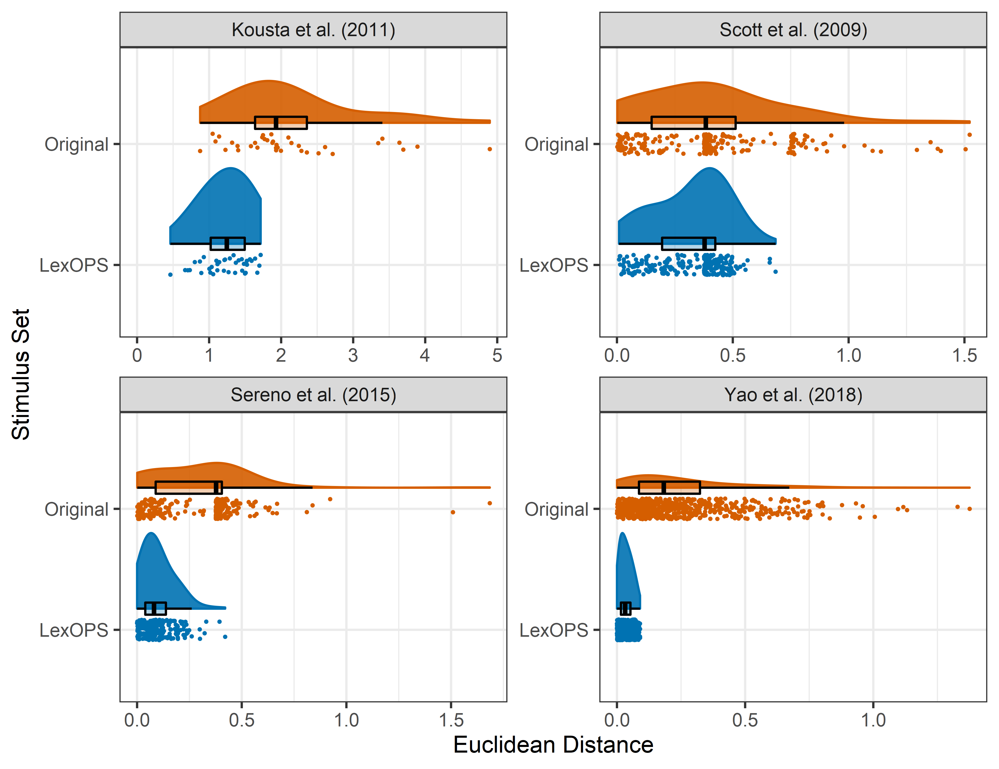 Kousta et al. (2011)
Scott et al. (2009)
Original
LexOPS
0 1 2 3 4 5
Original
LexOPS
0.0 0.5 1.0 1.5
Stimulus Set
Sereno et al. (2015)
Yao et al. (2018)
Original
LexOPS
0.0 0.5 1.0 1.5
Original
LexOPS
0.0 0.5 1.0
Euclidean Distance